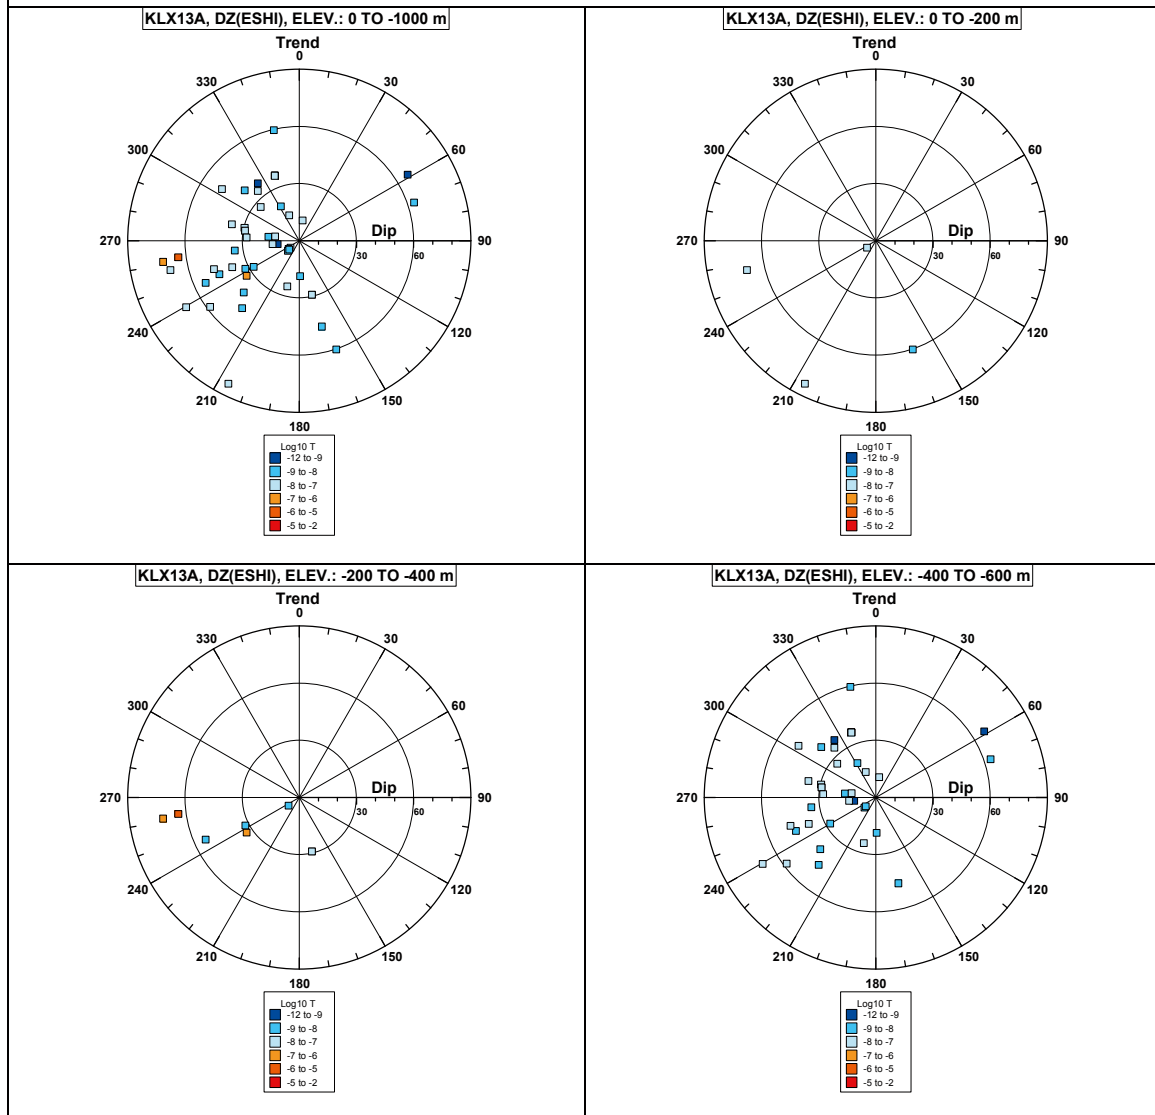 KLX13A, DZ(ESHI), ELEV.: 0 TO -1000 m
Trend
0
330
30
300
60
Dip
270
30
60
90
240
120
210
150
180
Log10 T
-12 to -9
-9 to -8
-8 to -7
-7 to -6
-6 to -5
-5 to -2
KLX13A, DZ(ESHI), ELEV.: 0 TO -200 m
Trend
0
330
30
300
60
Dip
270
30
60
90
240
120
210
150
180
Log10 T
-12 to -9
-9 to -8
-8 to -7
-7 to -6
-6 to -5
-5 to -2
KLX13A, DZ(ESHI), ELEV.: -200 TO -400 m
Trend
0
330
30
300
60
Dip
270
30
60
90
240
120
210
150
180
Log10 T
-12 to -9
-9 to -8
-8 to -7
-7 to -6
-6 to -5
-5 to -2
KLX13A, DZ(ESHI), ELEV.: -400 TO -600 m
Trend
0
330
30
300
60
Dip
270
30
60
90
240
120
210
150
180
Log10 T
-12 to -9
-9 to -8
-8 to -7
-7 to -6
-6 to -5
-5 to -2